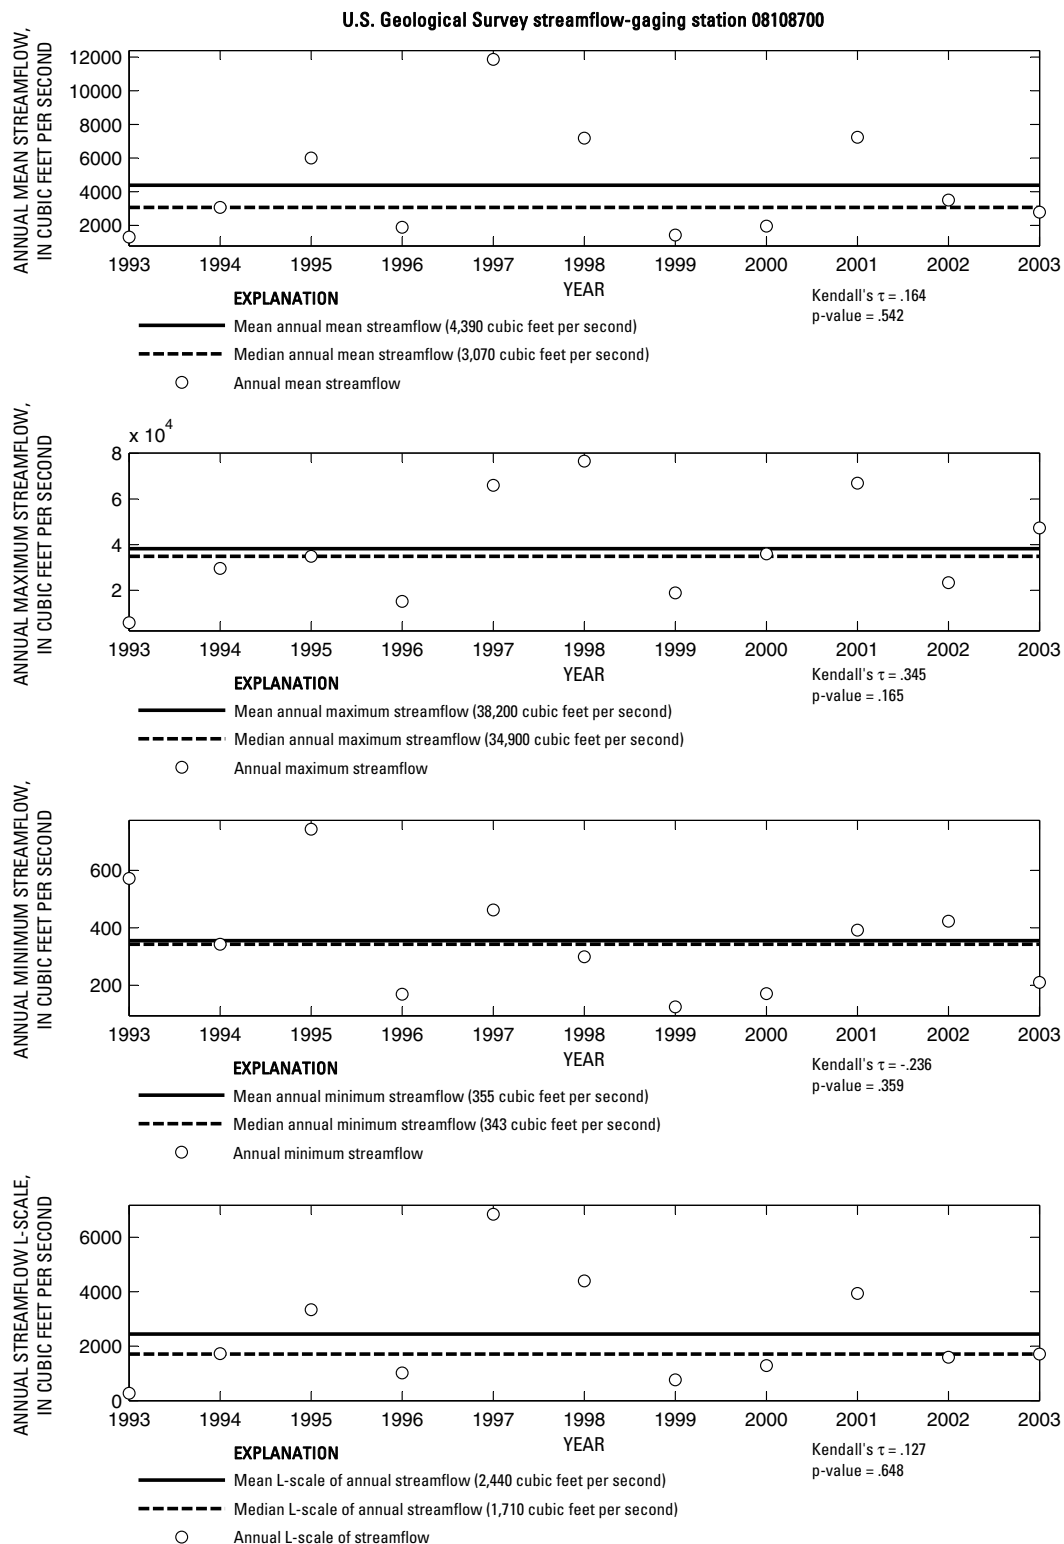 U.S. Geological Survey streamflow-gaging station 08108700
ANNUAL MEAN STREAMFLOW,
IN CUBIC FEET PER SECOND
12000
10000
8000
6000
4000
2000
1993 1994 1995 1996 1997 1998 1999 2000 2001 2002 2003
YEAR
Kendall's τ = .164
p-value = .542
EXPLANATION
Mean annual mean streamflow (4,390 cubic feet per second)
Median annual mean streamflow (3,070 cubic feet per second)
Annual mean streamflow
ANNUAL MAXIMUM STREAMFLOW,
IN CUBIC FEET PER SECOND
x 10^4
8
6
4
2
1993 1994 1995 1996 1997 1998 1999 2000 2001 2002 2003
YEAR
Kendall's τ = .345
p-value = .165
EXPLANATION
Mean annual maximum streamflow (38,200 cubic feet per second)
Median annual maximum streamflow (34,900 cubic feet per second)
Annual maximum streamflow
ANNUAL MINIMUM STREAMFLOW,
IN CUBIC FEET PER SECOND
600
400
200
1993 1994 1995 1996 1997 1998 1999 2000 2001 2002 2003
YEAR
Kendall's τ = -.236
p-value = .359
EXPLANATION
Mean annual minimum streamflow (355 cubic feet per second)
Median annual minimum streamflow (343 cubic feet per second)
Annual minimum streamflow
ANNUAL STREAMFLOW L-SCALE,
IN CUBIC FEET PER SECOND
6000
4000
2000
0
1993 1994 1995 1996 1997 1998 1999 2000 2001 2002 2003
YEAR
Kendall's τ = .127
p-value = .648
EXPLANATION
Mean L-scale of annual streamflow (2,440 cubic feet per second)
Median L-scale of annual streamflow (1,710 cubic feet per second)
Annual L-scale of streamflow